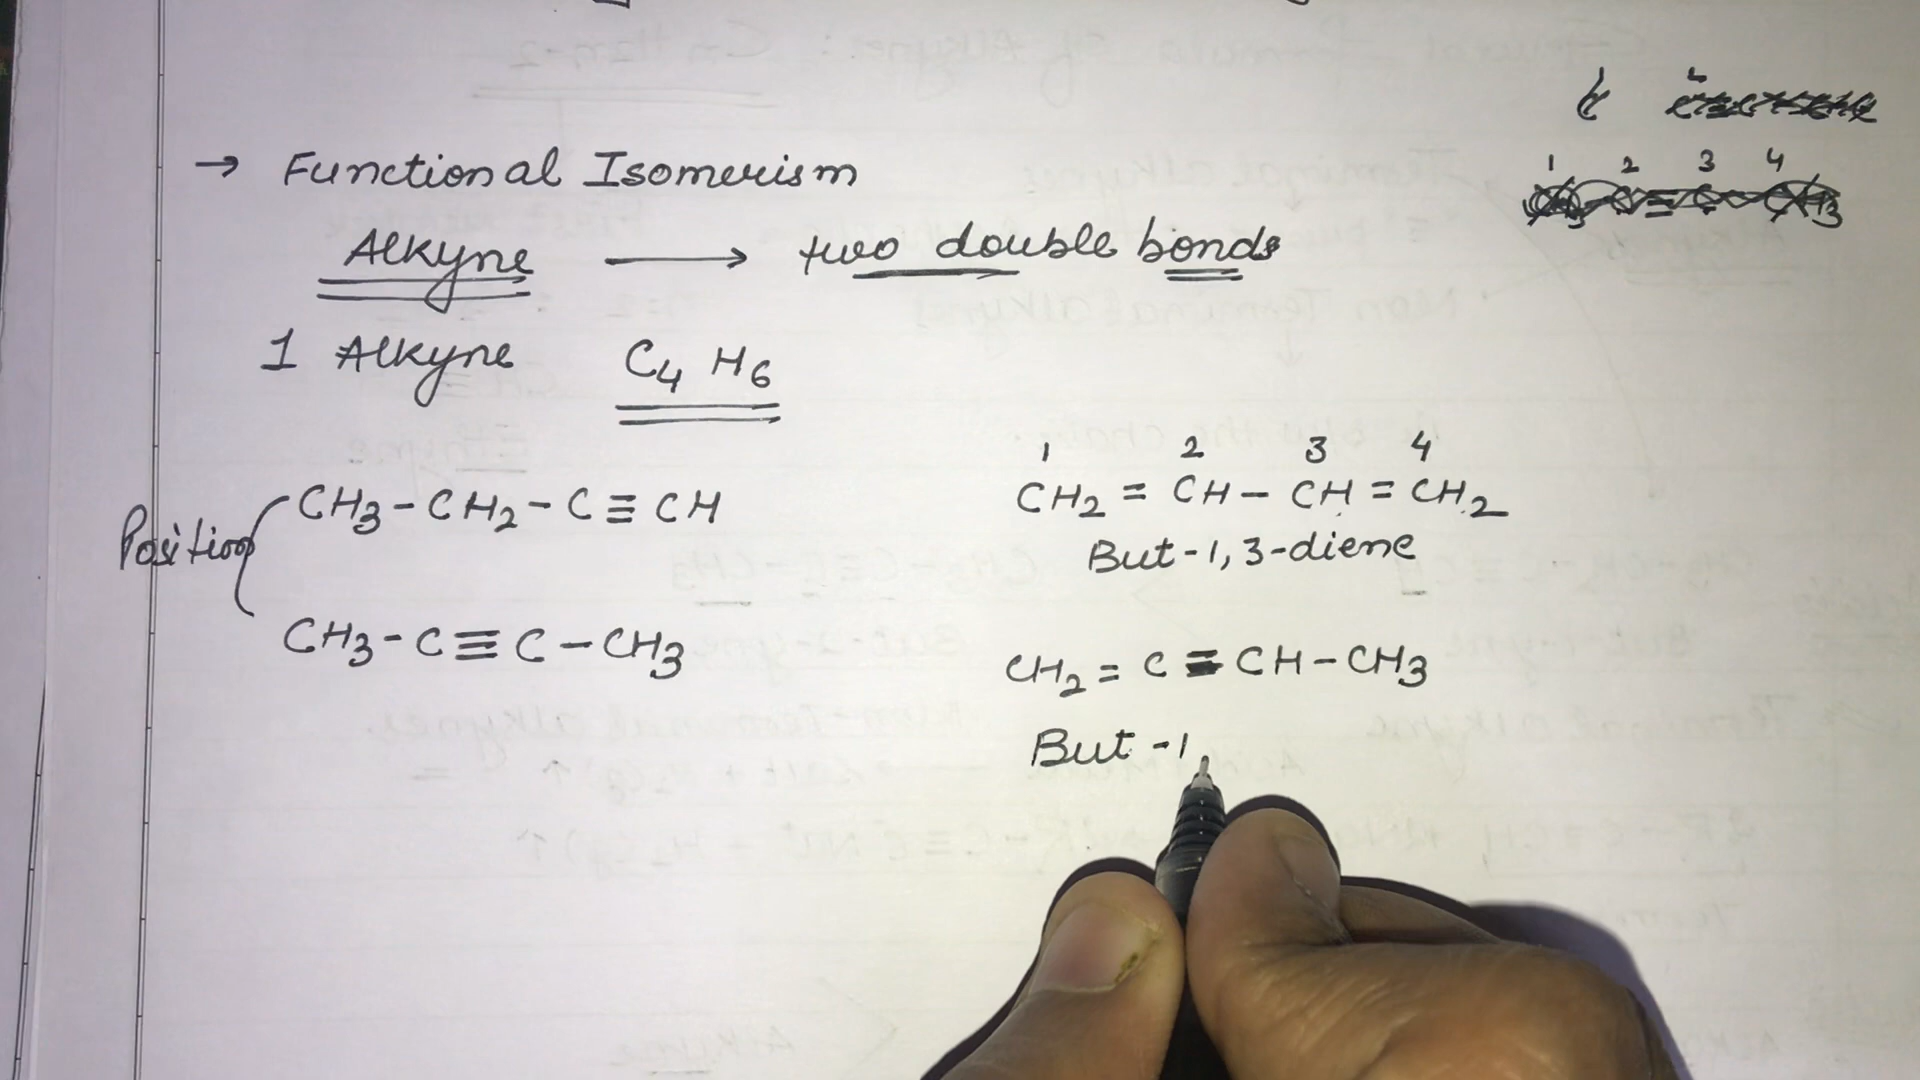 → Functional Isomerism
Alkyne → two double bonds
1 Alkyne C4 H6
1 2 3 4
1 2 3 4
CH3-CH2-C≡CH
CH2=CH-CH=CH2
Position
But-1,3-diene
CH3-C≡C-CH3
CH2=C=CH-CH3
But-1,